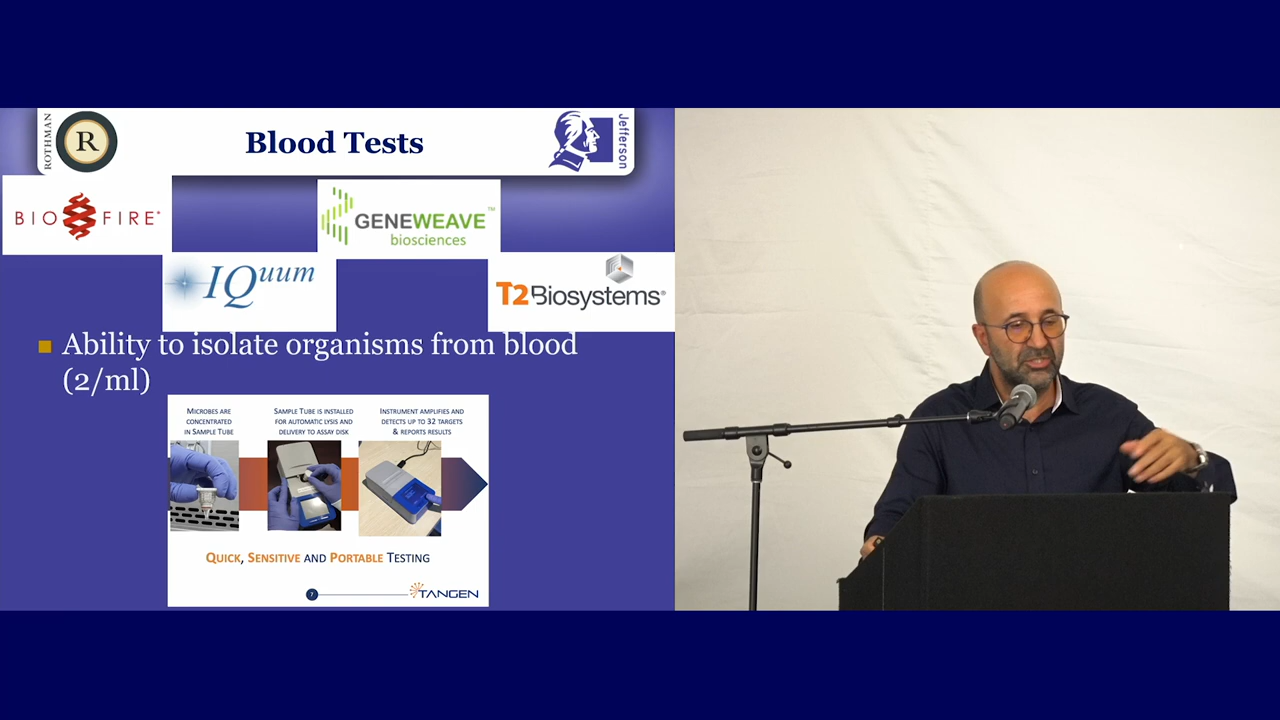 ROTHMAN
R
Blood Tests
Jefferson
BIO FIRE®
GENEWEAVE™
biosciences
IQuum
T2Biosystems®
■ Ability to isolate organisms from blood
(2/ml)
MICROBES ARE
CONCENTRATED
IN SAMPLE TUBE
SAMPLE TUBE IS INSTALLED
FOR AUTOMATIC LYSIS AND
DELIVERY TO ASSAY DISK
INSTRUMENT AMPLIFIES AND
DETECTS UP TO 32 TARGETS
& REPORTS RESULTS
QUICK, SENSITIVE AND PORTABLE TESTING
7
TANGEN